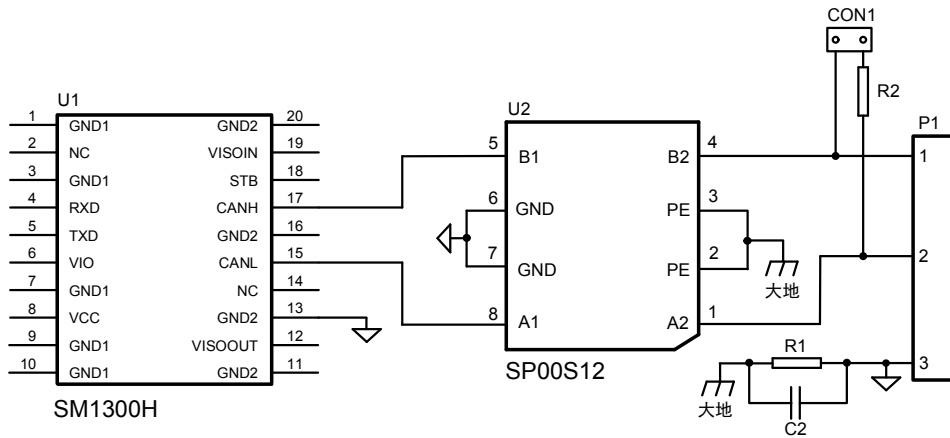 CON1
R2
P1
1
2
3
U1
1 GND1 GND2 20
2 NC VISOIN 19
3 GND1 STB 18
4 RXD CANH 17
5 TXD GND2 16
6 VIO CANL 15
7 GND1 NC 14
8 VCC GND2 13
9 GND1 VISOOUT 12
10 GND1 GND2 11
SM1300H
U2
5 B1 B2 4
6 GND PE 3
7 GND PE 2
8 A1 A2 1
SP00S12
大地
R1
大地
C2